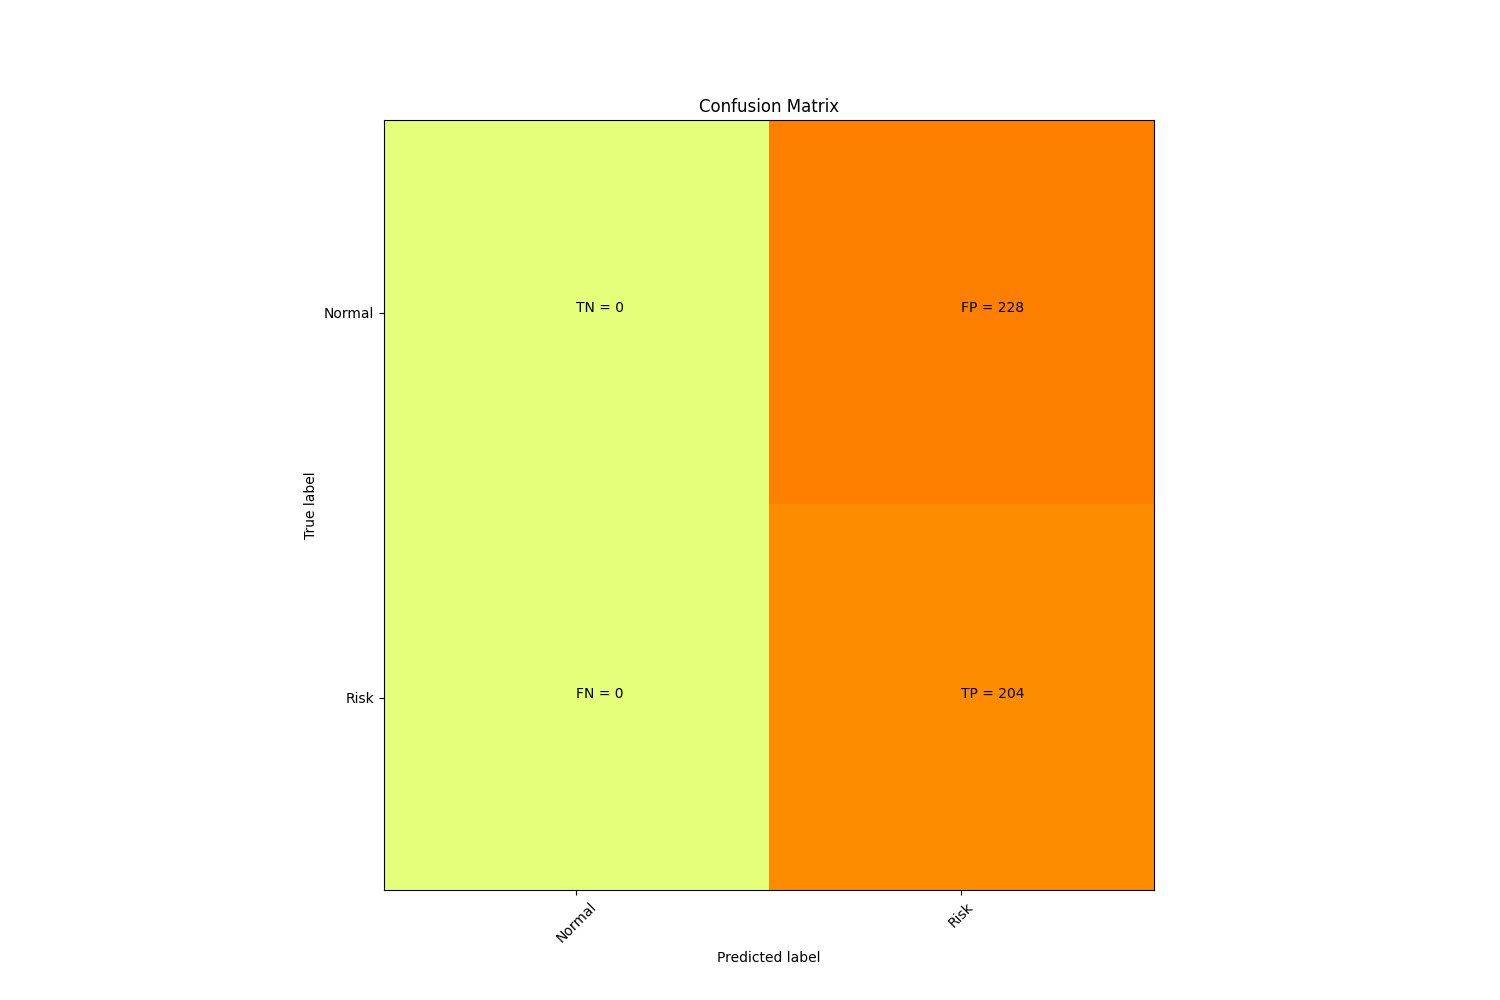 Confusion Matrix
TN = 0
FP = 228
Normal
True label
FN = 0
TP = 204
Risk
Normal
Risk
Predicted label